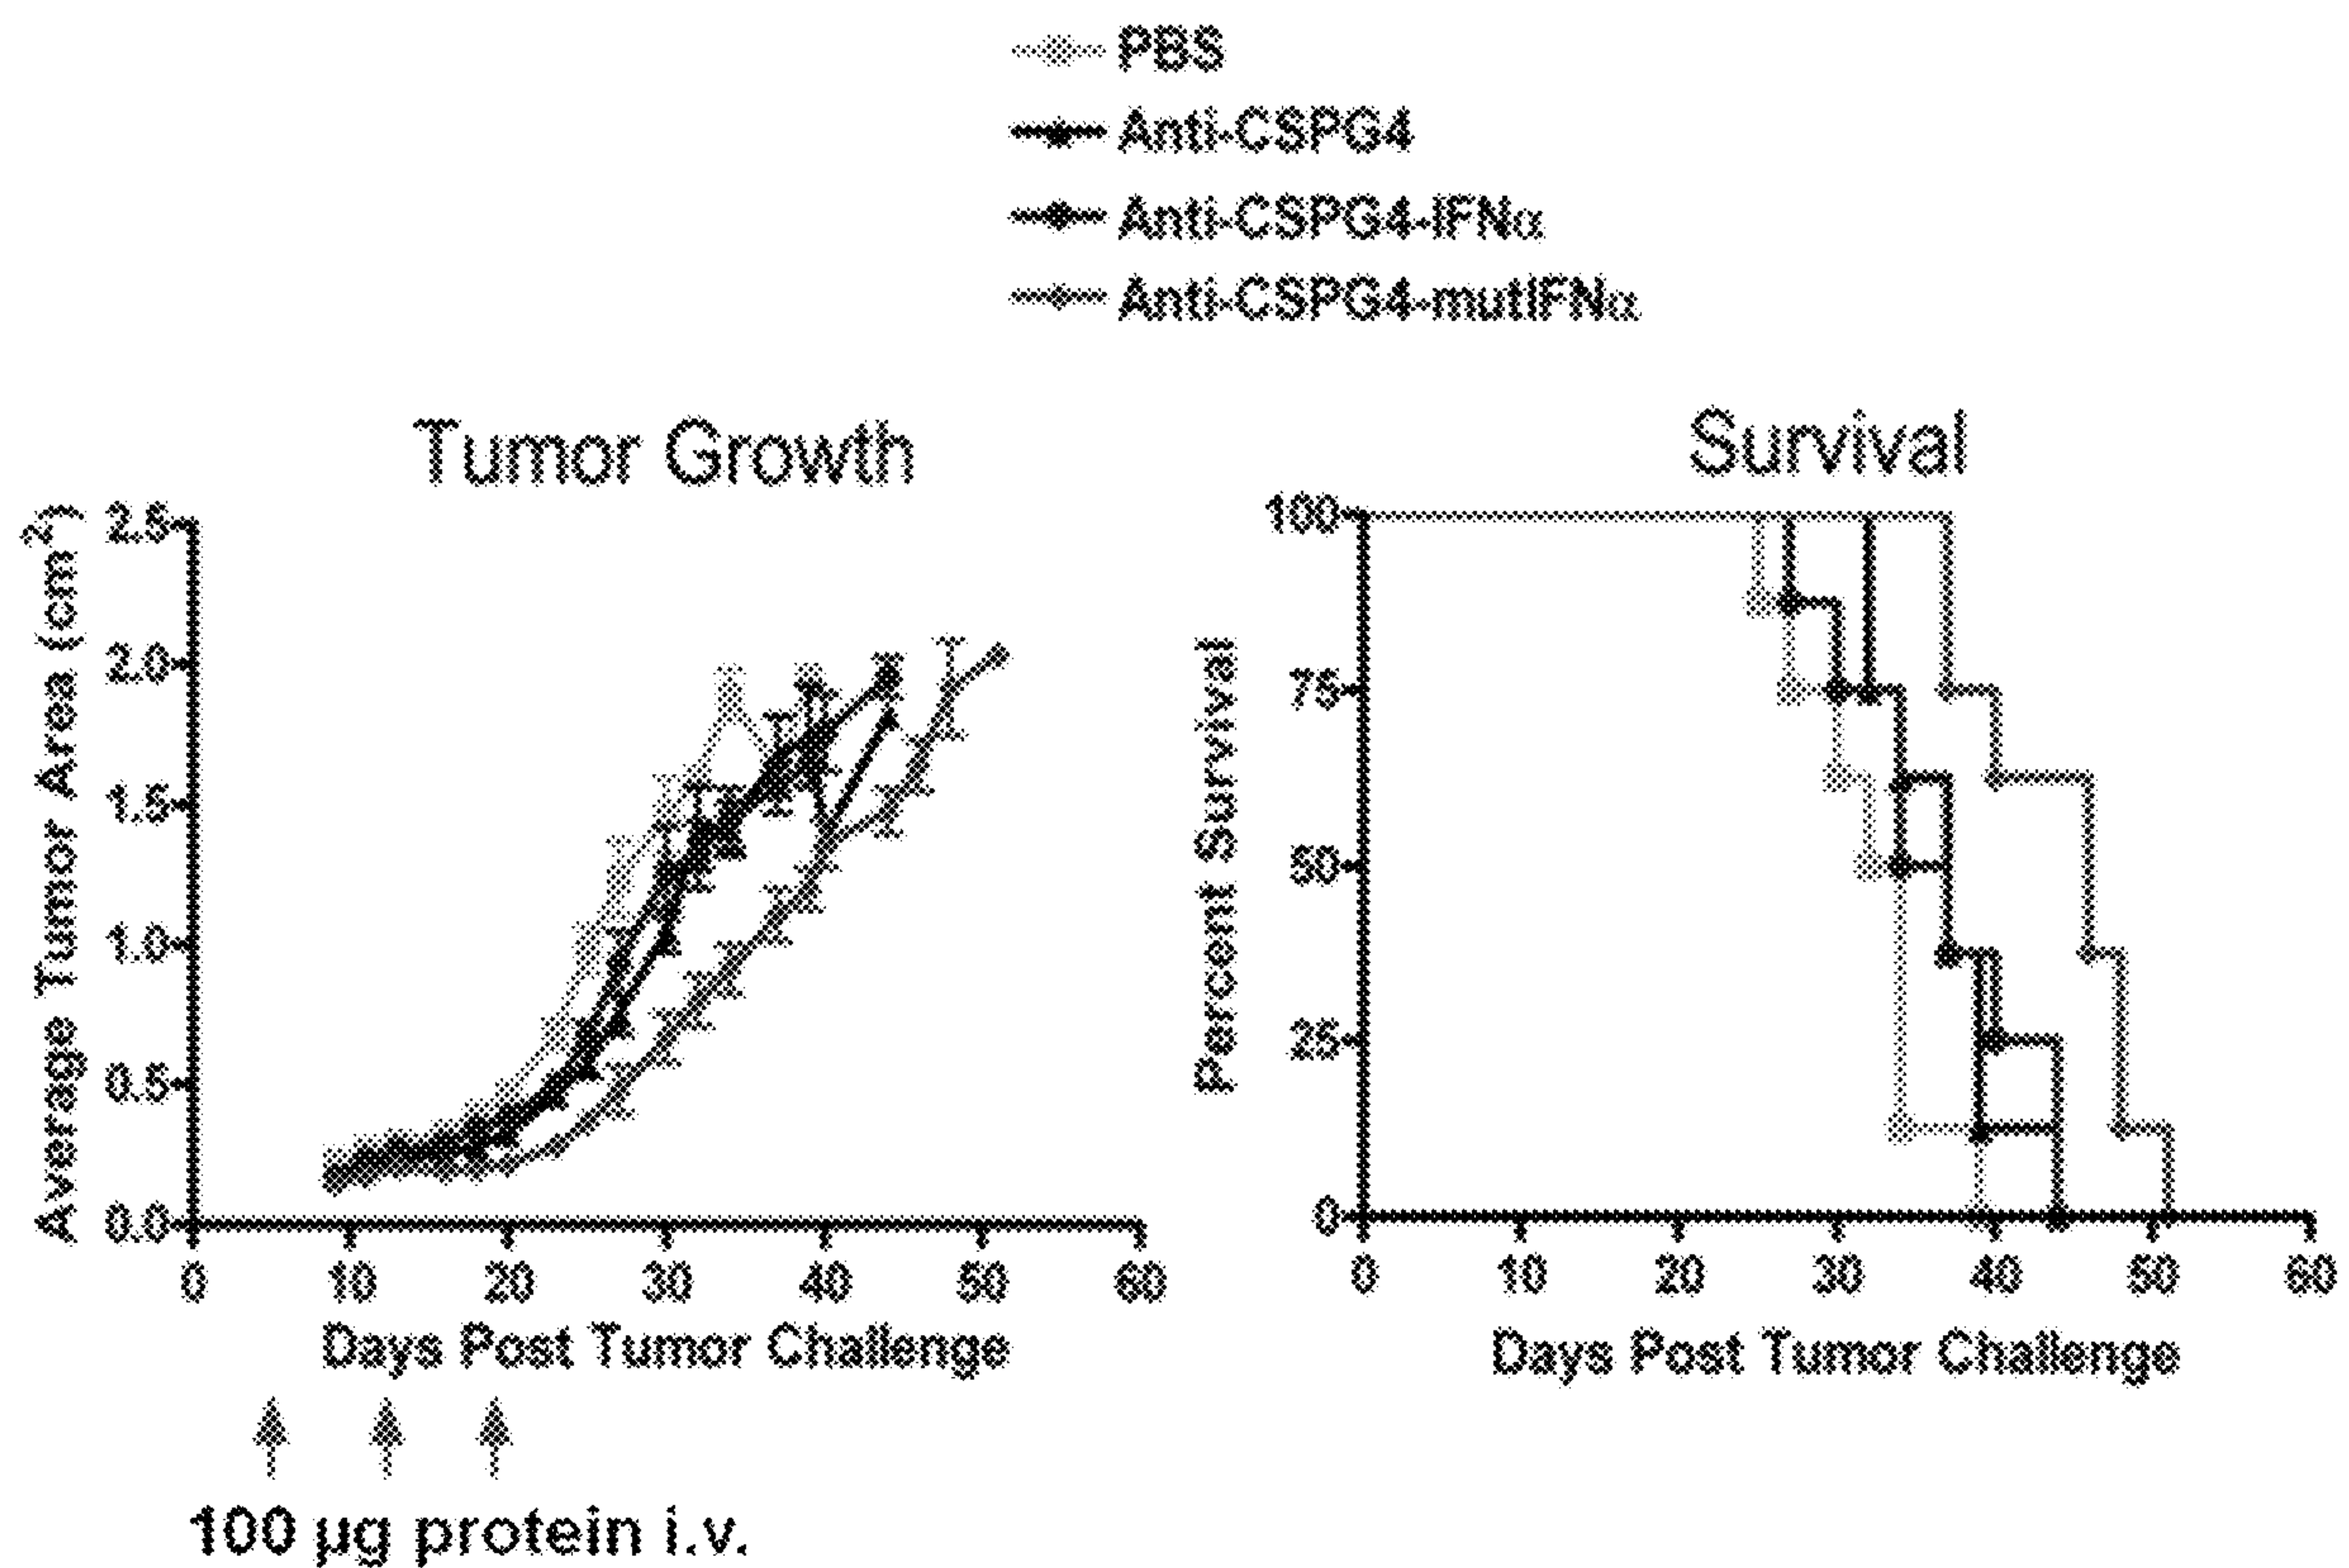 PBS
Anti-CSPG4
Anti-CSPG4-IFNα
Anti-CSPG4-mutIFNα
Tumor Growth
Average Tumor Area (cm²)
2.5
2.0
1.5
1.0
0.5
0.0
0 10 20 30 40 50 60
Days Post Tumor Challenge
100 µg protein i.v.
Survival
Percent Survival
100
75
50
25
0
0 10 20 30 40 50 60
Days Post Tumor Challenge